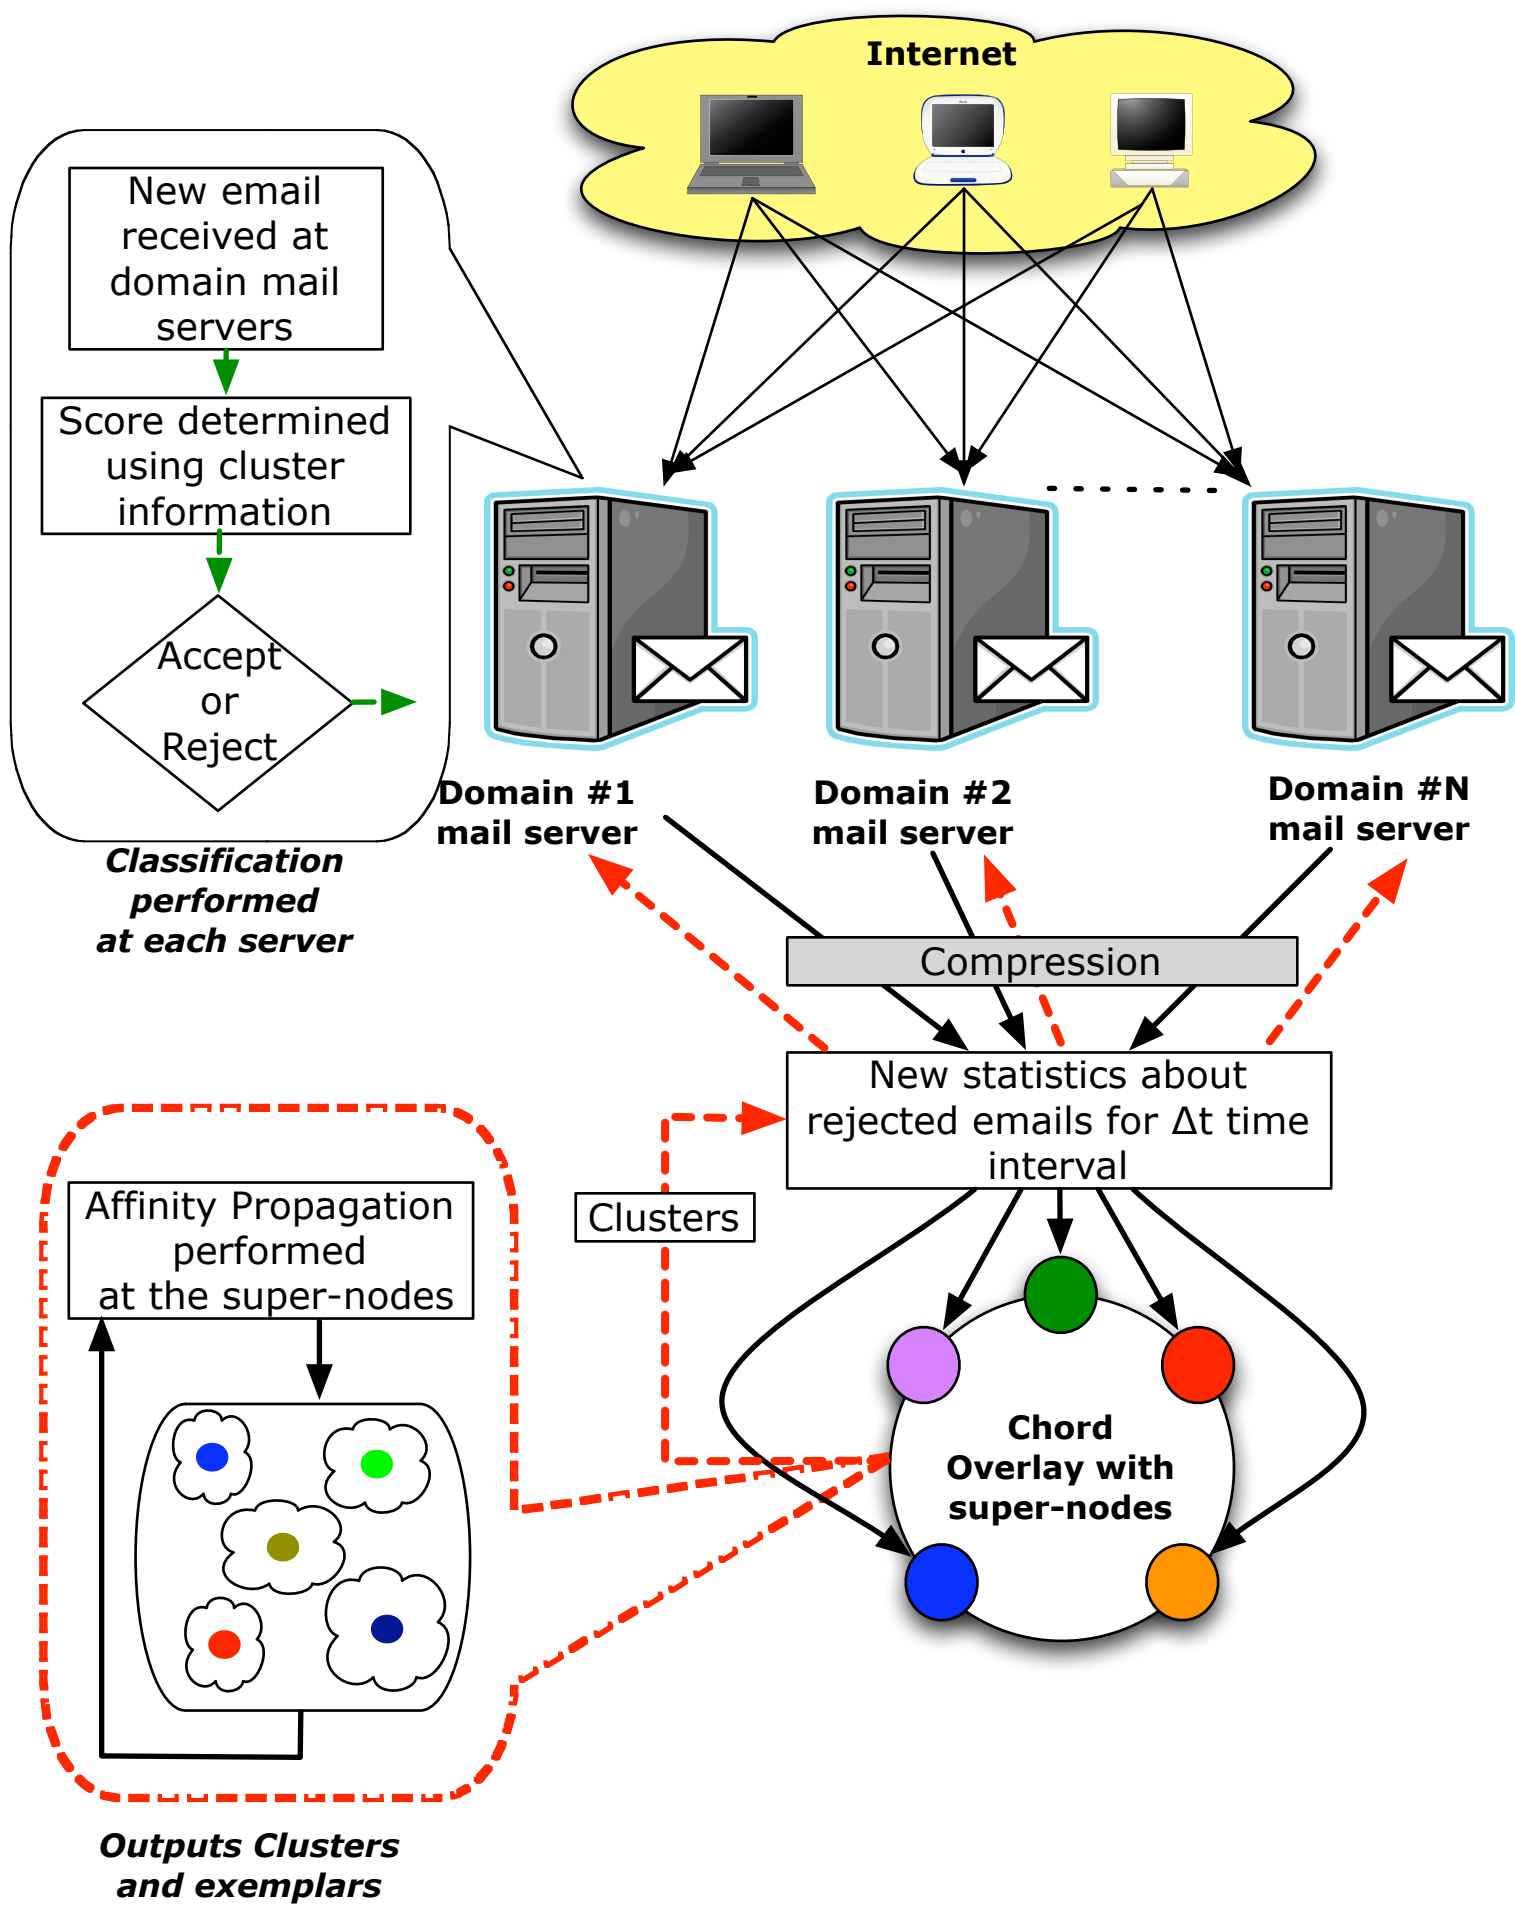 Internet
New email
received at
domain mail
servers
Score determined
using cluster
information
Accept
or
Reject
Classification
performed
at each server
Domain #1
mail server
Domain #2
mail server
Domain #N
mail server
Compression
New statistics about
rejected emails for Δt time
interval
Clusters
Affinity Propagation
performed
at the super-nodes
Chord
Overlay with
super-nodes
Outputs Clusters
and exemplars